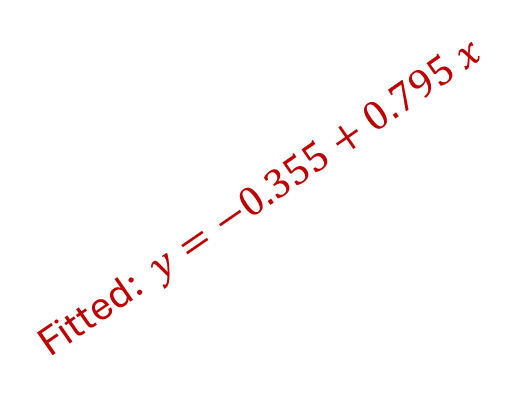 Fitted: y = −0.355 + 0.795 x